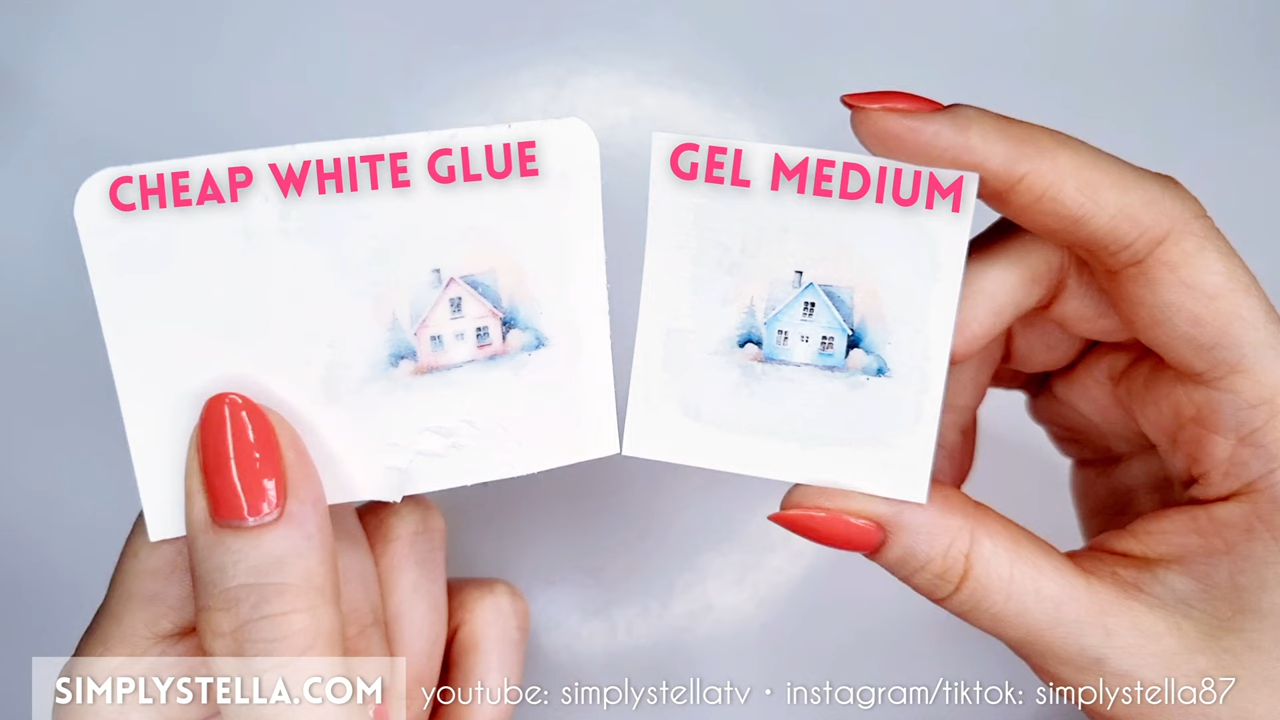 CHEAP WHITE GLUE
GEL MEDIUM
SIMPLYSTELLA.COM
youtube: simplystellatv • instagram/tiktok: simplystella87